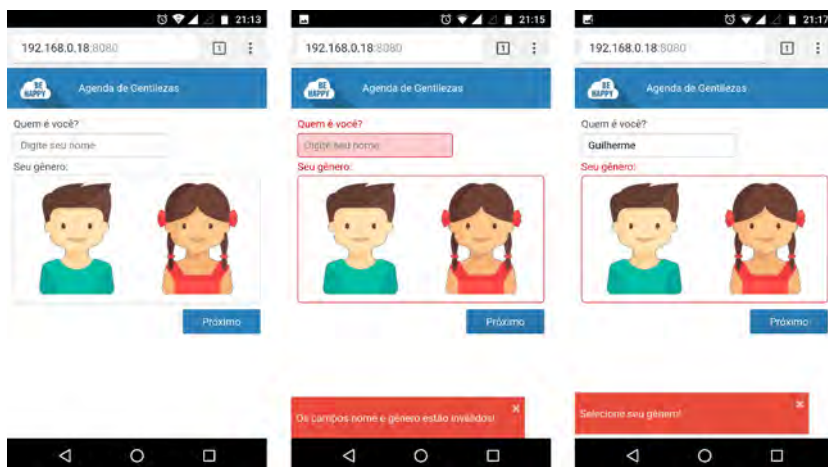 21:13
192.168.0.18:8080
1
BE
HAPPY
Agenda de Gentilezas
Quem é você?
Digite seu nome
Seu gênero:
Próximo
21:15
192.168.0.18:8080
1
BE
HAPPY
Agenda de Gentilezas
Quem é você?
Digite seu nome
Seu gênero:
Próximo
Os campos nome e gênero estão inválidos!
×
21:17
192.168.0.18:8080
1
BE
HAPPY
Agenda de Gentilezas
Quem é você?
Guilherme
Seu gênero:
Próximo
Selecione seu gênero!
×